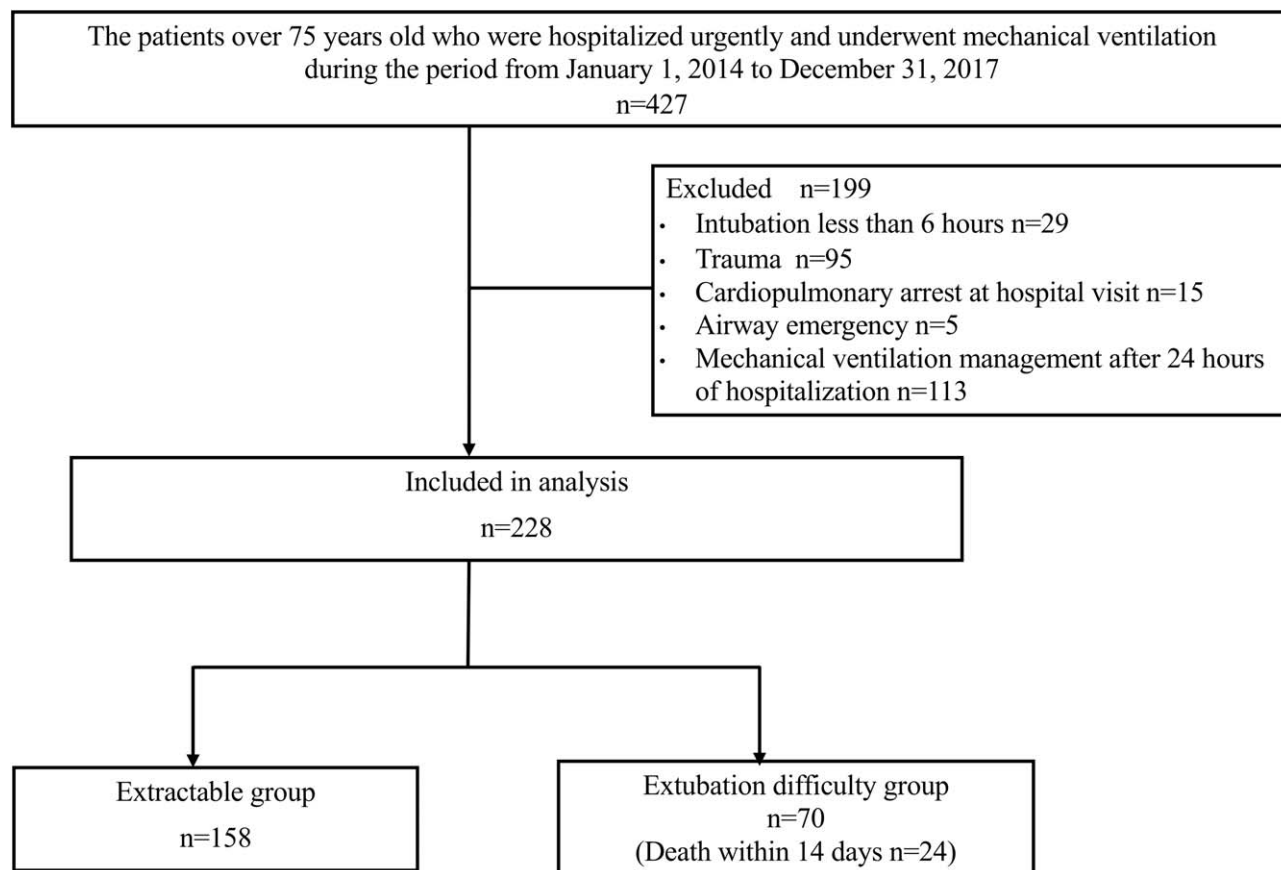 The patients over 75 years old who were hospitalized urgently and underwent mechanical ventilation
during the period from January 1, 2014 to December 31, 2017
n=427
Excluded n=199
· Intubation less than 6 hours n=29
· Trauma n=95
· Cardiopulmonary arrest at hospital visit n=15
· Airway emergency n=5
· Mechanical ventilation management after 24 hours
of hospitalization n=113
Included in analysis
n=228
Extractable group
n=158
Extubation difficulty group
n=70
(Death within 14 days n=24)